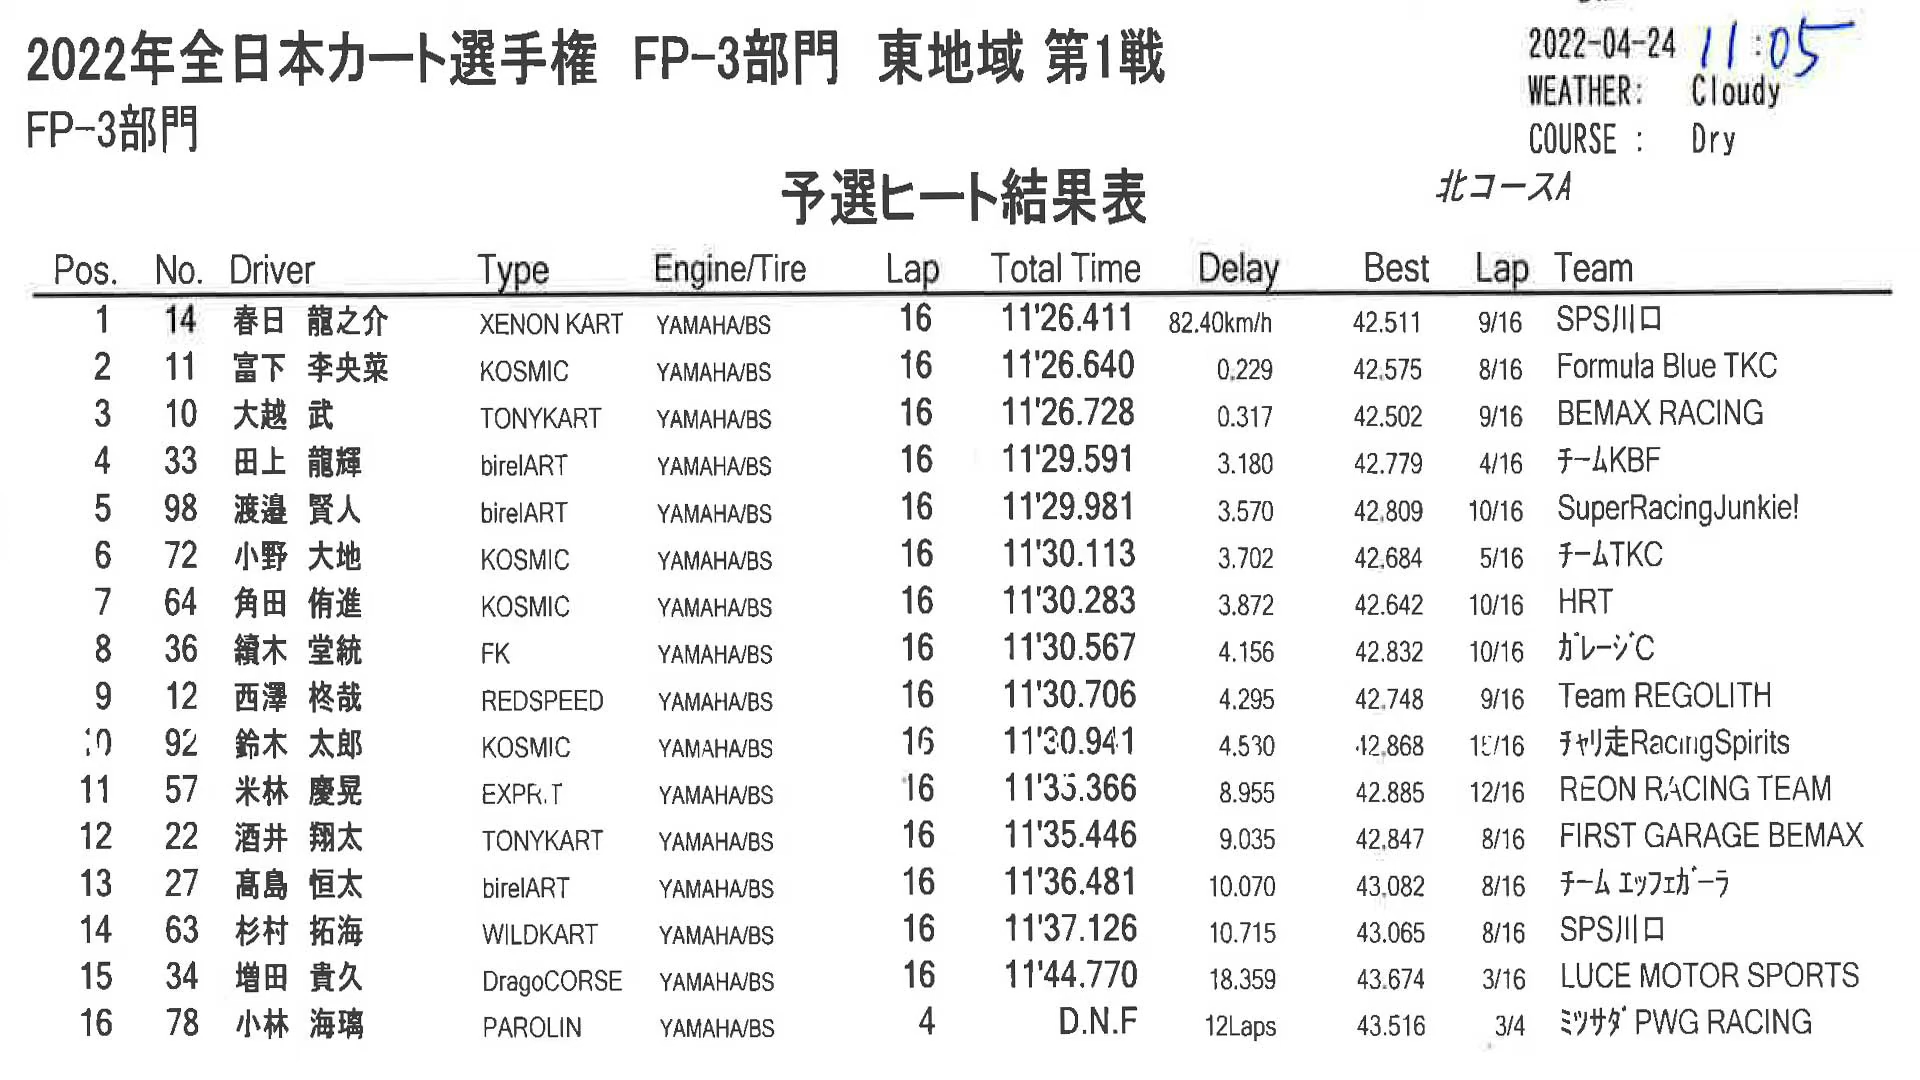 2022年全日本カート選手権 FP-3部門 東地域 第1戦
2022-04-24 11:05
WEATHER: Cloudy
FP-3部門
COURSE : Dry
予選ヒート結果表
北コースA
Pos. No. Driver Type Engine/Tire Lap Total Time Delay Best Lap Team
1 14 春日 龍之介 XENON KART YAMAHA/BS 16 11'26.411 82.40km/h 42.511 9/16 SPS川口
2 11 富下 李央菜 KOSMIC YAMAHA/BS 16 11'26.640 0.229 42.575 8/16 Formula Blue TKC
3 10 大越 武 TONYKART YAMAHA/BS 16 11'26.728 0.317 42.502 9/16 BEMAX RACING
4 33 田上 龍輝 birelART YAMAHA/BS 16 11'29.591 3.180 42.779 4/16 ﾁｰﾑKBF
5 98 渡邉 賢人 birelART YAMAHA/BS 16 11'29.981 3.570 42.809 10/16 SuperRacingJunkie!
6 72 小野 大地 KOSMIC YAMAHA/BS 16 11'30.113 3.702 42.684 5/16 ﾁｰﾑTKC
7 64 角田 侑進 KOSMIC YAMAHA/BS 16 11'30.283 3.872 42.642 10/16 HRT
8 36 續木 堂統 FK YAMAHA/BS 16 11'30.567 4.156 42.832 10/16 ｶﾞﾚｰｼﾞC
9 12 西澤 柊哉 REDSPEED YAMAHA/BS 16 11'30.706 4.295 42.748 9/16 Team REGOLITH
10 92 鈴木 太郎 KOSMIC YAMAHA/BS 16 11'30.941 4.530 42.868 15/16 ﾁｬﾘ走RacingSpirits
11 57 米林 慶晃 EXPRIT YAMAHA/BS 16 11'35.366 8.955 42.885 12/16 REON RACING TEAM
12 22 酒井 翔太 TONYKART YAMAHA/BS 16 11'35.446 9.035 42.847 8/16 FIRST GARAGE BEMAX
13 27 髙島 恒太 birelART YAMAHA/BS 16 11'36.481 10.070 43.082 8/16 ﾁｰﾑ ｴｯﾌｪｶﾞｰﾗ
14 63 杉村 拓海 WILDKART YAMAHA/BS 16 11'37.126 10.715 43.065 8/16 SPS川口
15 34 増田 貴久 DragoCORSE YAMAHA/BS 16 11'44.770 18.359 43.674 3/16 LUCE MOTOR SPORTS
16 78 小林 海璃 PAROLIN YAMAHA/BS 4 D.N.F 12Laps 43.516 3/4 ﾐﾂｻﾀﾞPWG RACING